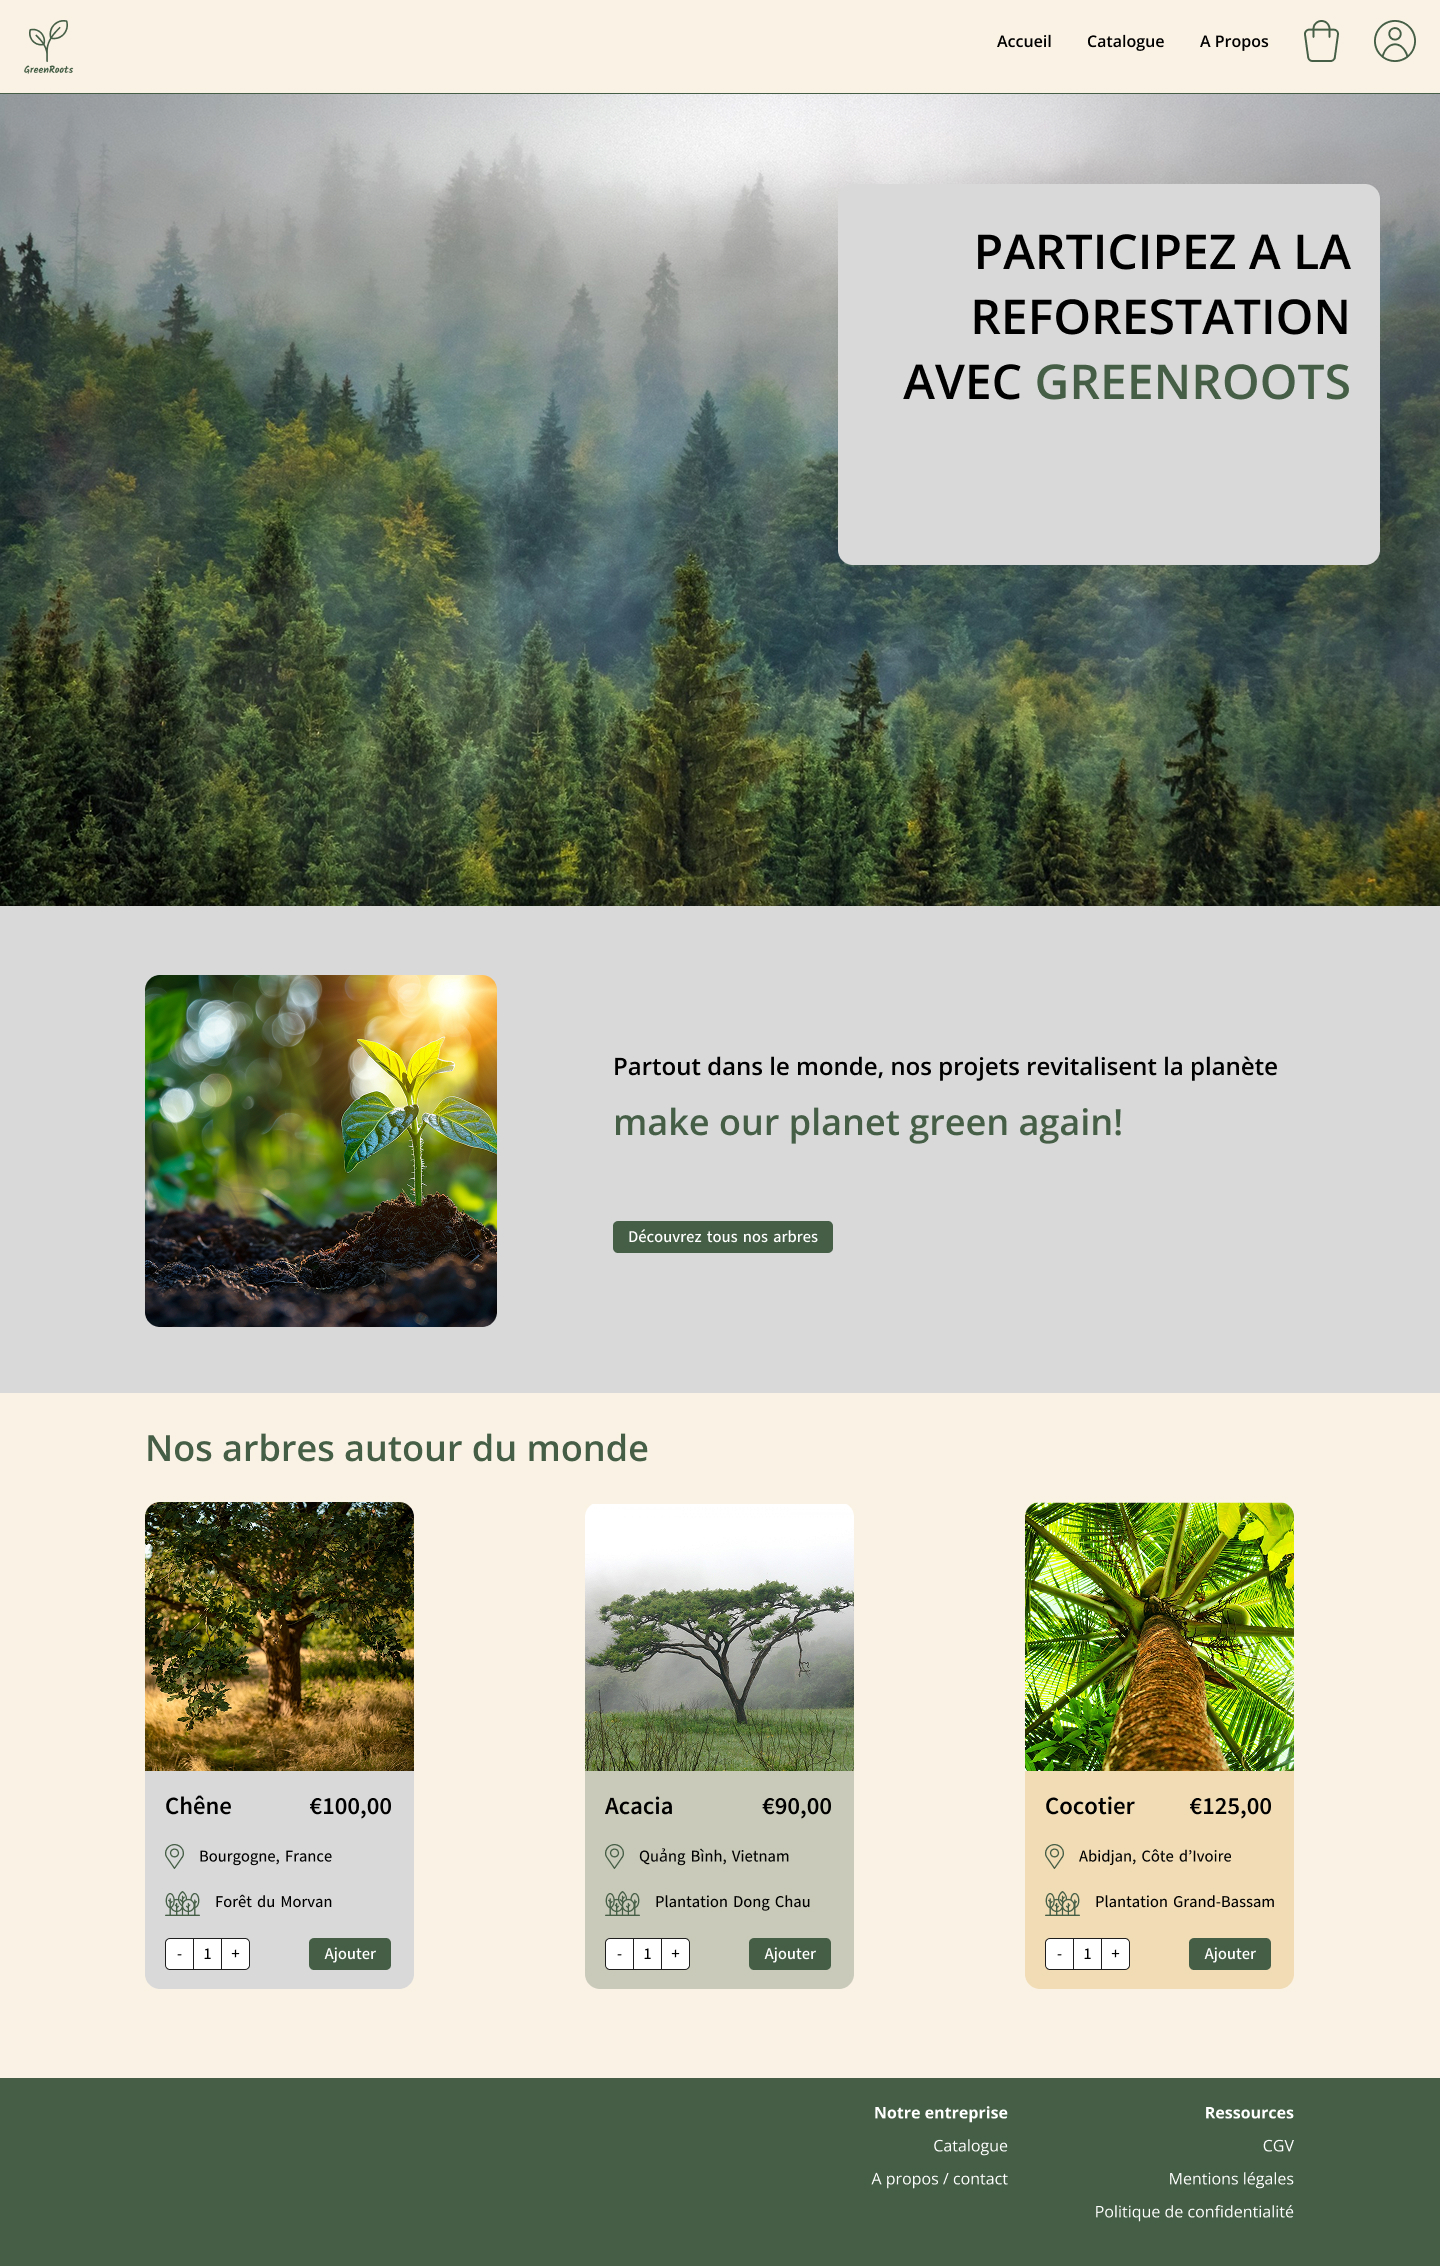 GreenRoots
Accueil Catalogue A Propos
PARTICIPEZ A LA
REFORESTATION
AVEC GREENROOTS
Partout dans le monde, nos projets revitalisent la planète
make our planet green again!
Découvrez tous nos arbres
Nos arbres autour du monde
Chêne €100,00
Bourgogne, France
Forêt du Morvan
- 1 + Ajouter
Acacia €90,00
Quảng Bình, Vietnam
Plantation Dong Chau
- 1 + Ajouter
Cocotier €125,00
Abidjan, Côte d’Ivoire
Plantation Grand-Bassam
- 1 + Ajouter
Notre entreprise
Catalogue
A propos / contact
Ressources
CGV
Mentions légales
Politique de confidentialité